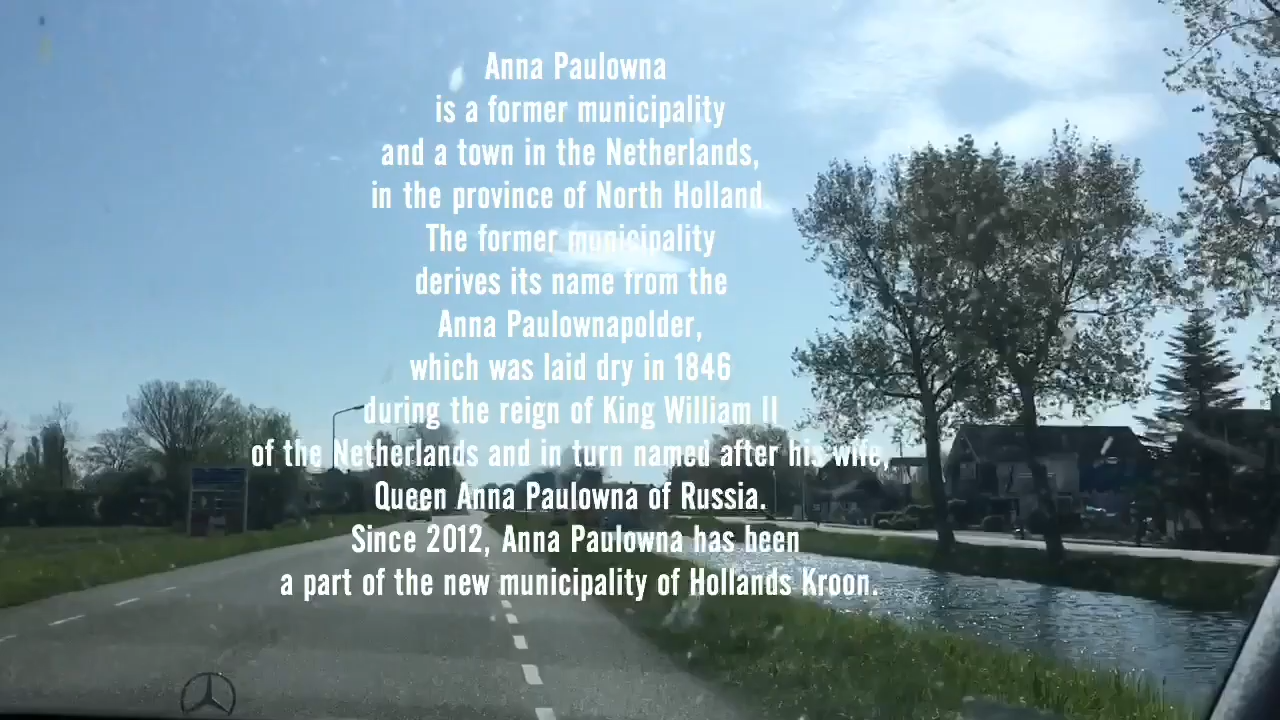 Anna Paulowna
is a former municipality
and a town in the Netherlands,
in the province of North Holland.
The former municipality
derives its name from the
Anna Paulownapolder,
which was laid dry in 1846
during the reign of King William II
of the Netherlands and in turn named after his wife,
Queen Anna Paulowna of Russia.
Since 2012, Anna Paulowna has been
a part of the new municipality of Hollands Kroon.